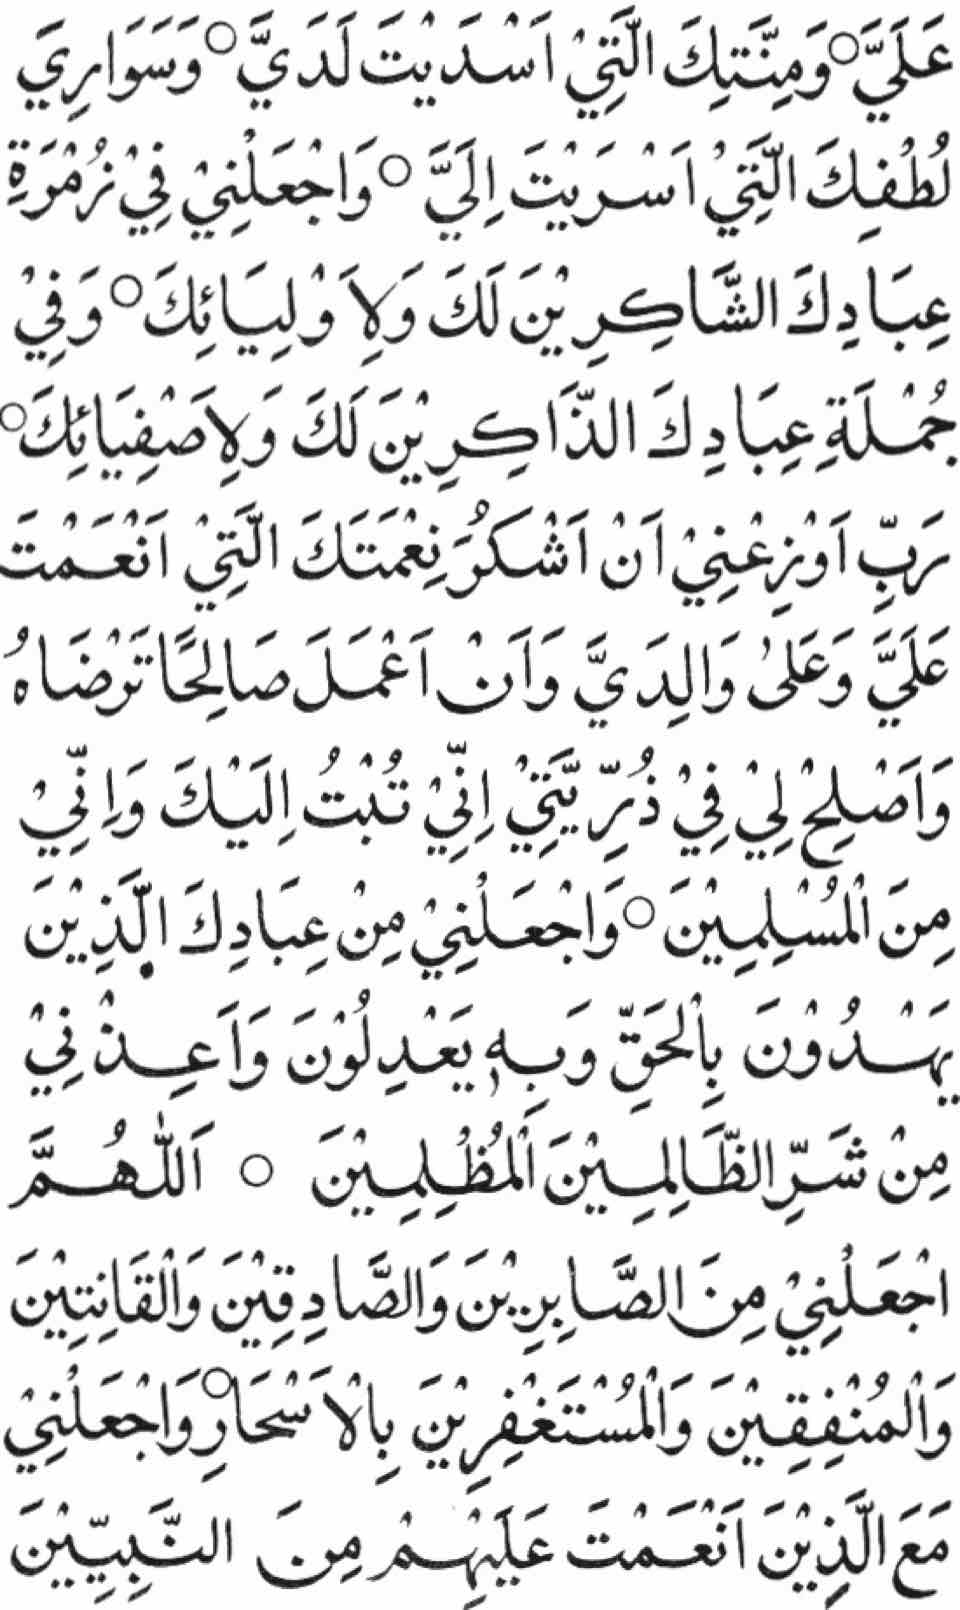 عَلَيَّ ○ وَمِنَّتِكَ الَّتِيْ اَسْدَيْتَ لَدَيَّ ○ وَسَوَارِيَ
لُطْفِكَ الَّتِيْ اَسْرَيْتَ اِلَيَّ ○ وَاجْعَلْنِيْ فِيْ زُمْرَةِ
عِبَادِكَ الشَّاكِرِيْنَ لَكَ وَلِاَوْلِيَائِكَ ○ وَفِيْ
جُمْلَةِ عِبَادِكَ الذَّاكِرِيْنَ لَكَ وَلِاَصْفِيَائِكَ ○
رَبِّ اَوْزِعْنِيْ اَنْ اَشْكُرَ نِعْمَتَكَ الَّتِيْ اَنْعَمْتَ
عَلَيَّ وَعَلٰى وَالِدَيَّ وَاَنْ اَعْمَلَ صَالِحًا تَرْضَاهُ
وَاَصْلِحْ لِيْ فِيْ ذُرِّيَّتِيْ اِنِّيْ تُبْتُ اِلَيْكَ وَاِنِّيْ
مِنَ الْمُسْلِمِيْنَ ○ وَاجْعَلْنِيْ مِنْ عِبَادِكَ الَّذِيْنَ
يَهْدُوْنَ بِالْحَقِّ وَبِهٖ يَعْدِلُوْنَ وَاَعِذْنِيْ
مِنْ شَرِّ الظَّالِمِيْنَ الْمُظْلِمِيْنَ ○ اَللّٰهُمَّ
اجْعَلْنِيْ مِنَ الصَّابِرِيْنَ وَالصَّادِقِيْنَ وَالْقَانِتِيْنَ
وَالْمُنْفِقِيْنَ وَالْمُسْتَغْفِرِيْنَ بِالْاَسْحَارِ ○ وَاجْعَلْنِيْ
مَعَ الَّذِيْنَ اَنْعَمْتَ عَلَيْهِمْ مِنَ النَّبِيِّيْنَ